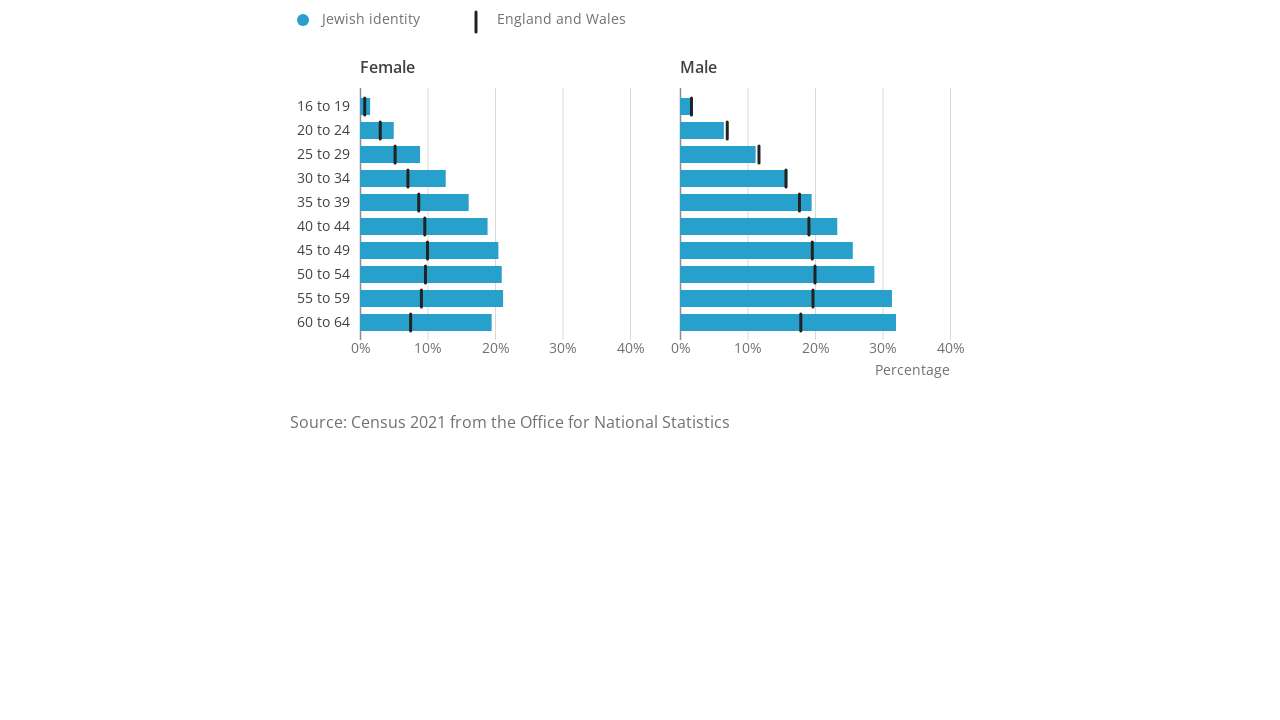 Jewish identity England and Wales
Female Male
16 to 19
20 to 24
25 to 29
30 to 34
35 to 39
40 to 44
45 to 49
50 to 54
55 to 59
60 to 64
0% 10% 20% 30% 40% 0% 10% 20% 30% 40%
Percentage
Source: Census 2021 from the Office for National Statistics